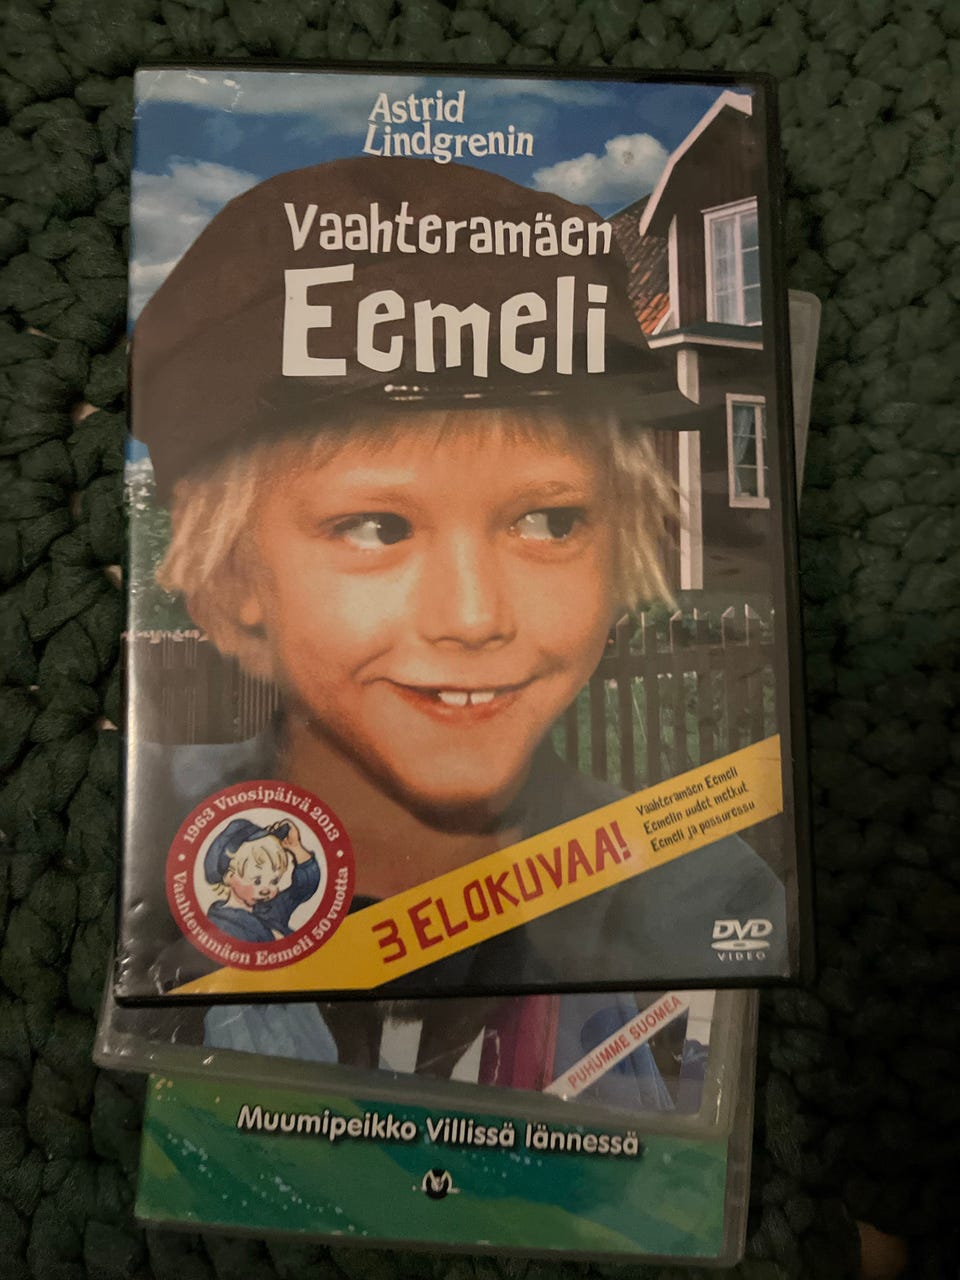 Astrid
Lindgrenin
Vaahteramäen
Eemeli
1963 Vuosipäivä 2013
Vaahteramäen Eemeli 50 vuotta
3 ELOKUVAA!
Vaahteramäen Eemeli
Eemelin uudet metkut
Eemeli ja possuressu
DVD
VIDEO
PUHUMME SUOMEA
Muumipeikko Villissä lännessä